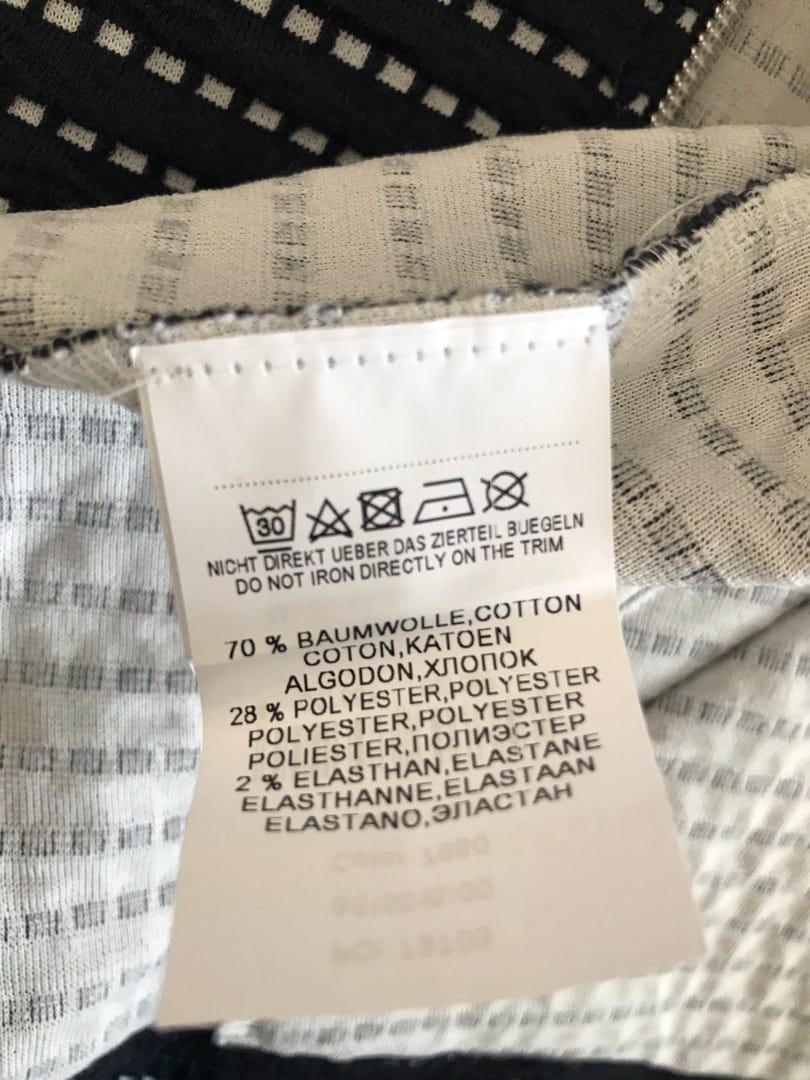 30
NICHT DIREKT UEBER DAS ZIERTEIL BUEGELN
DO NOT IRON DIRECTLY ON THE TRIM
70 % BAUMWOLLE,COTTON
COTON,KATOEN
ALGODON,ХЛОПОК
28 % POLYESTER,POLYESTER
POLYESTER,POLYESTER
POLIESTER,ПОЛИЭСТЕР
2 % ELASTHAN,ELASTANE
ELASTHANNE,ELASTAAN
ELASTANO,ЭЛАСТАН